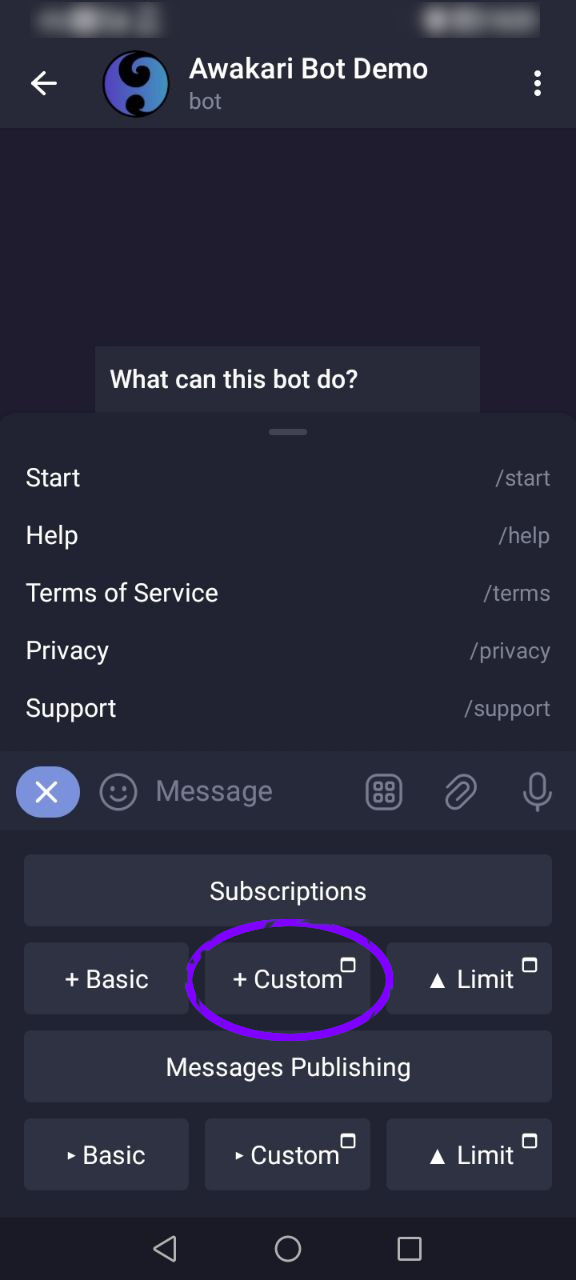 Awakari Bot Demo
bot
What can this bot do?
Start /start
Help /help
Terms of Service /terms
Privacy /privacy
Support /support
Message
Subscriptions
+ Basic + Custom ▲ Limit
Messages Publishing
‣ Basic ‣ Custom ▲ Limit